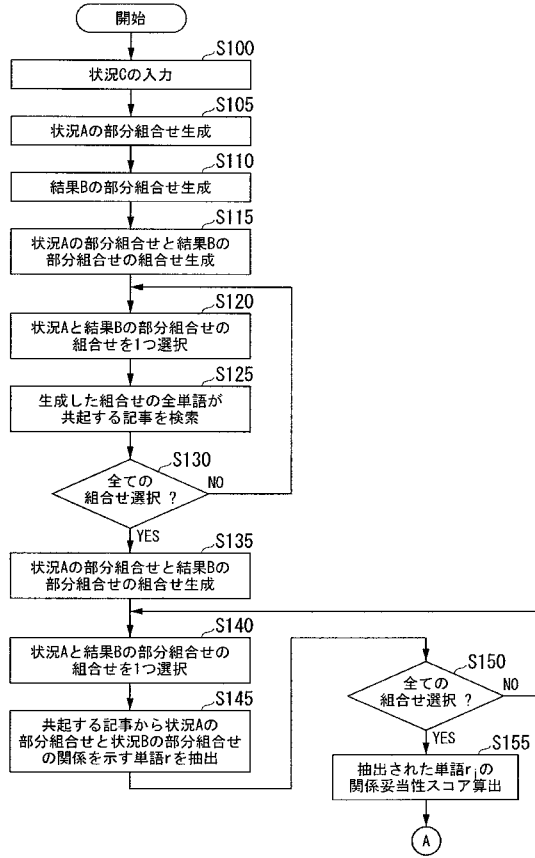 開始
S100
状況Cの入力
S105
状況Aの部分組合せ生成
S110
結果Bの部分組合せ生成
S115
状況Aの部分組合せと結果Bの
部分組合せの組合せ生成
S120
状況Aと結果Bの部分組合せの
組合せを1つ選択
S125
生成した組合せの全単語が
共起する記事を検索
S130
全ての
組合せ選択 ?
NO
YES
S135
状況Aの部分組合せと結果Bの
部分組合せの組合せ生成
S140
状況Aと結果Bの部分組合せの
組合せを1つ選択
S145
共起する記事から状況Aの
部分組合せと状況Bの部分組合せ
の関係を示す単語rを抽出
S150
全ての
組合せ選択 ?
NO
YES
S155
抽出された単語rjの
関係妥当性スコア算出
A